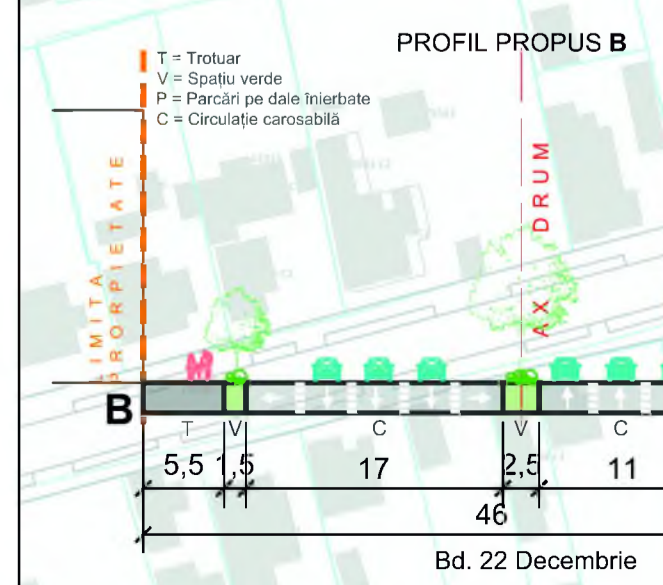 PROFIL PROPUS B
T = Trotuar
V = Spațiu verde
P = Parcări pe dale înierbate
C = Circulație carosabilă
LIMITA
PRORPIETATE
AX DRUM
B
T V C V C
5,5 1,5 17 2,5 11
46
Bd. 22 Decembrie